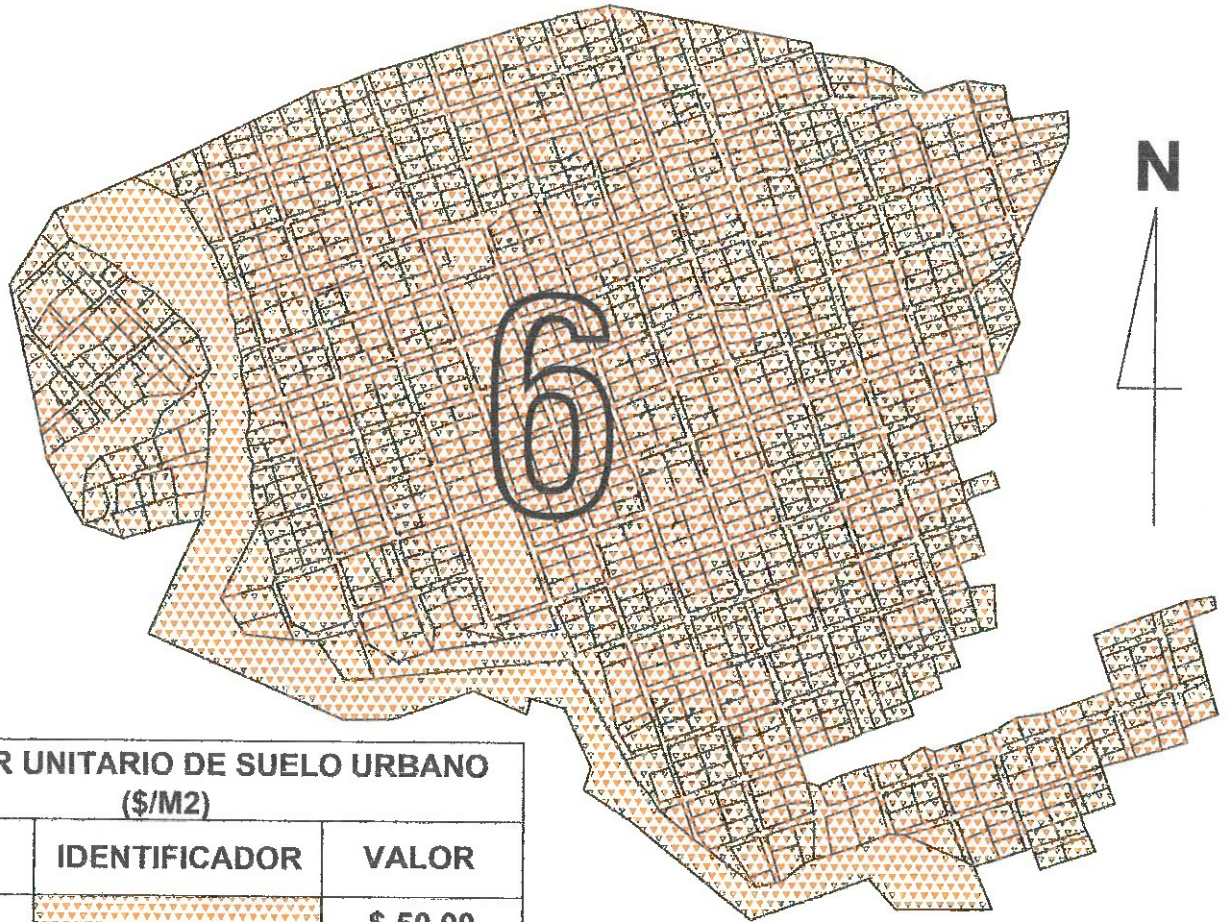 N
6
R UNITARIO DE SUELO URBANO
($/M2)
IDENTIFICADOR VALOR
$ 50.00